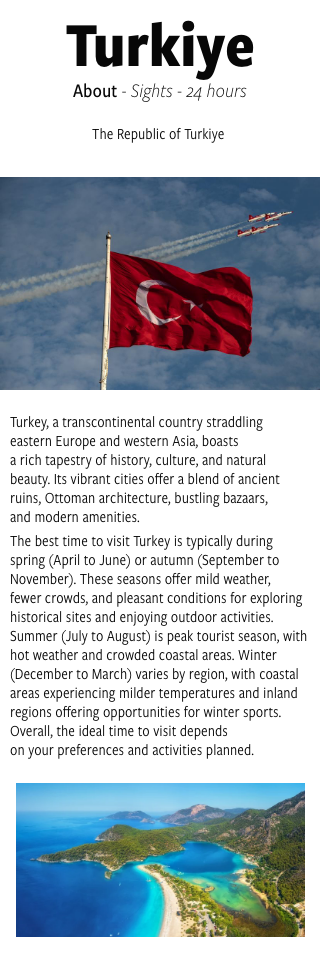 Turkiye
About - Sights - 24 hours
The Republic of Turkiye
Turkey, a transcontinental country straddling
eastern Europe and western Asia, boasts
a rich tapestry of history, culture, and natural
beauty. Its vibrant cities offer a blend of ancient
ruins, Ottoman architecture, bustling bazaars,
and modern amenities.
The best time to visit Turkey is typically during
spring (April to June) or autumn (September to
November). These seasons offer mild weather,
fewer crowds, and pleasant conditions for exploring
historical sites and enjoying outdoor activities.
Summer (July to August) is peak tourist season, with
hot weather and crowded coastal areas. Winter
(December to March) varies by region, with coastal
areas experiencing milder temperatures and inland
regions offering opportunities for winter sports.
Overall, the ideal time to visit depends
on your preferences and activities planned.